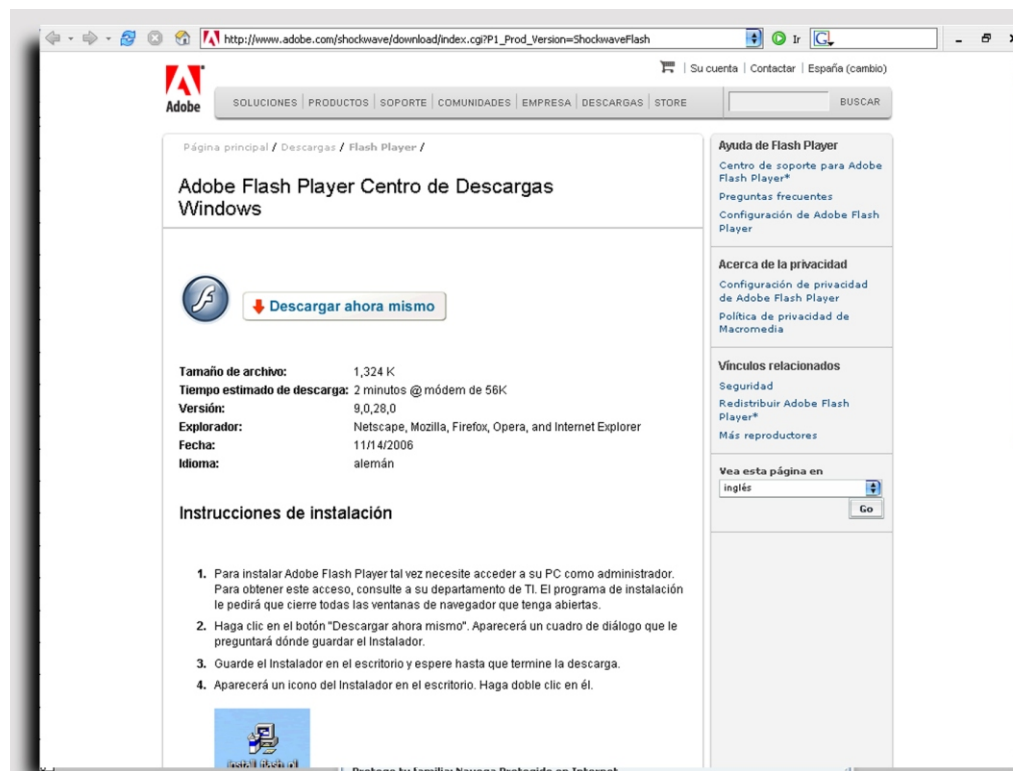 http://www.adobe.com/shockwave/download/index.cgi?P1_Prod_Version=ShockwaveFlash
Ir
Su cuenta | Contactar | España (cambio)
Adobe
SOLUCIONES | PRODUCTOS | SOPORTE | COMUNIDADES | EMPRESA | DESCARGAS | STORE
BUSCAR
Página principal / Descargas / Flash Player /
Adobe Flash Player Centro de Descargas
Windows
Descargar ahora mismo
Tamaño de archivo: 1,324 K
Tiempo estimado de descarga: 2 minutos @ módem de 56K
Versión: 9,0,28,0
Explorador: Netscape, Mozilla, Firefox, Opera, and Internet Explorer
Fecha: 11/14/2006
Idioma: alemán
Instrucciones de instalación
1. Para instalar Adobe Flash Player tal vez necesite acceder a su PC como administrador.
Para obtener este acceso, consulte a su departamento de TI. El programa de instalación
le pedirá que cierre todas las ventanas de navegador que tenga abiertas.
2. Haga clic en el botón "Descargar ahora mismo". Aparecerá un cuadro de diálogo que le
preguntará dónde guardar el Instalador.
3. Guarde el Instalador en el escritorio y espere hasta que termine la descarga.
4. Aparecerá un icono del Instalador en el escritorio. Haga doble clic en él.
Ayuda de Flash Player
Centro de soporte para Adobe
Flash Player*
Preguntas frecuentes
Configuración de Adobe Flash
Player
Acerca de la privacidad
Configuración de privacidad
de Adobe Flash Player
Política de privacidad de
Macromedia
Vínculos relacionados
Seguridad
Redistribuir Adobe Flash
Player*
Más reproductores
Vea esta página en
inglés
Go